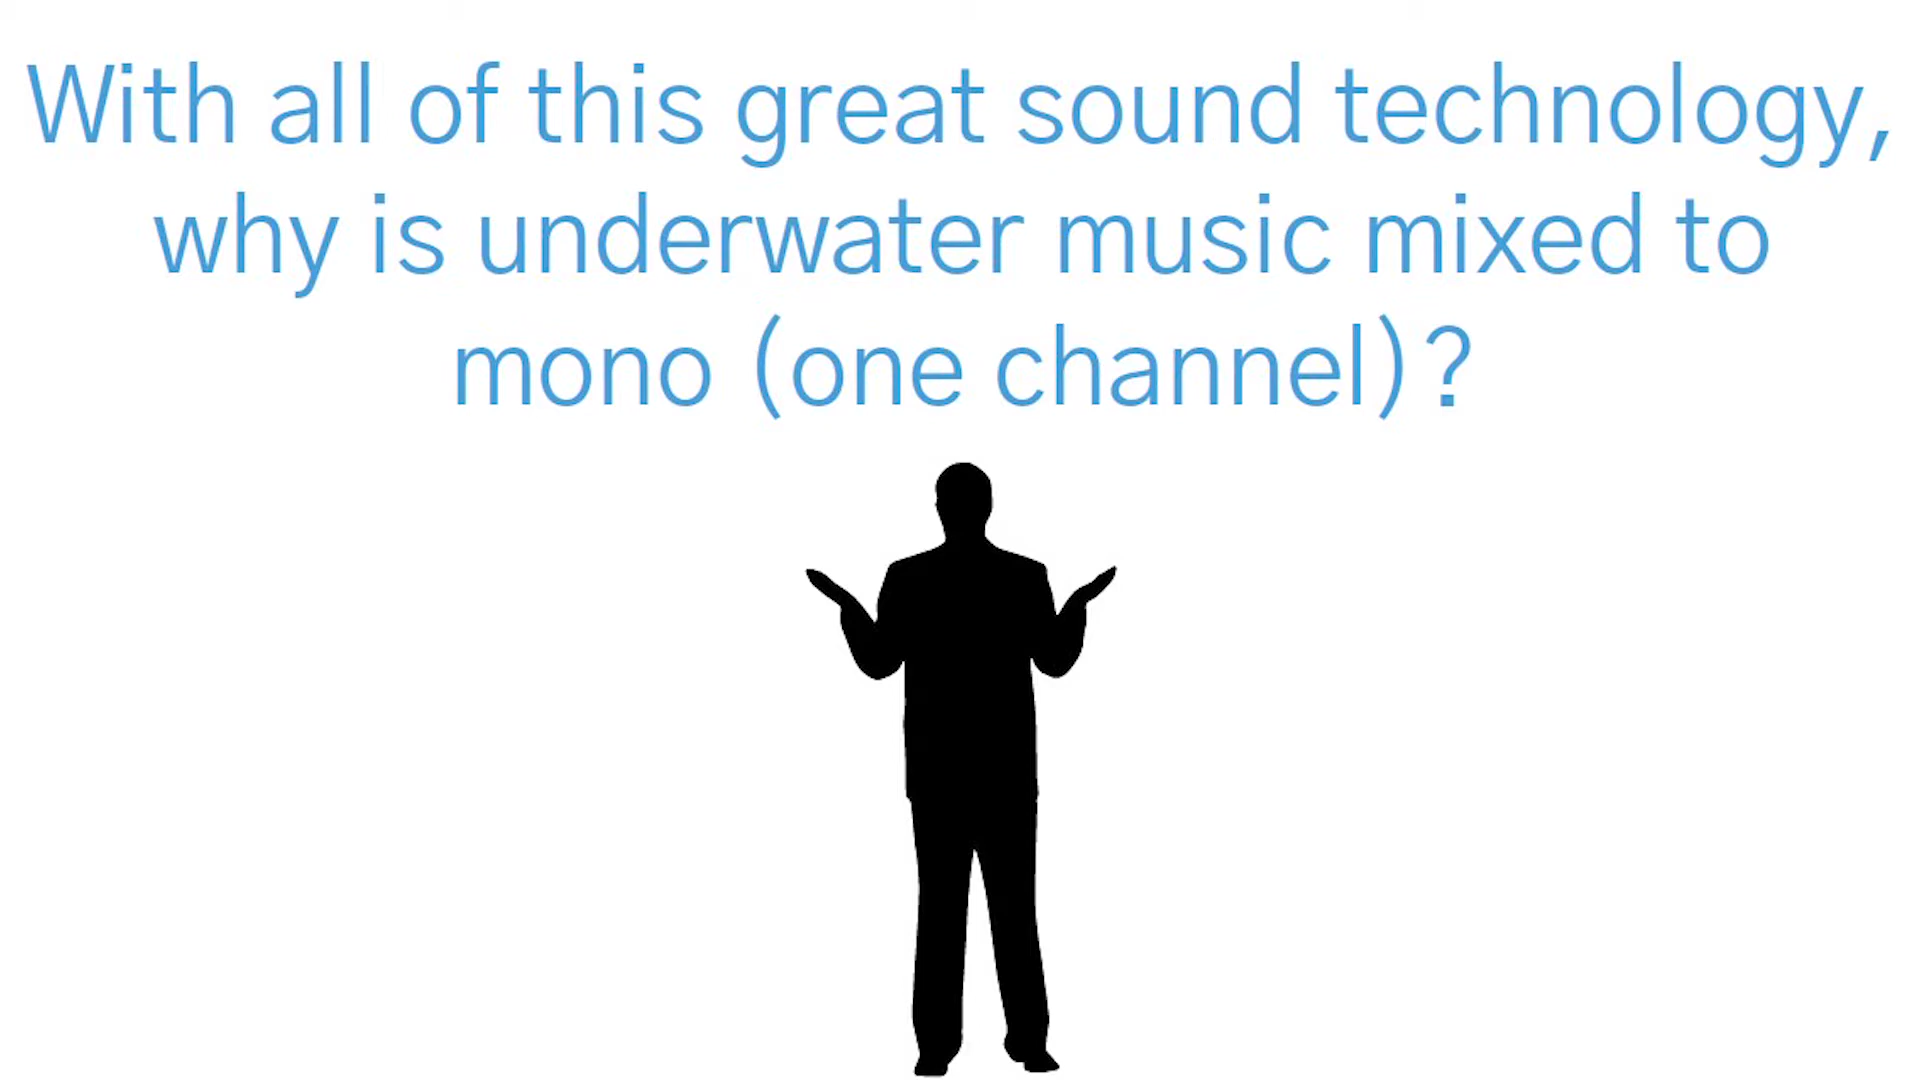 With all of this great sound technology,
why is underwater music mixed to
mono (one channel)?